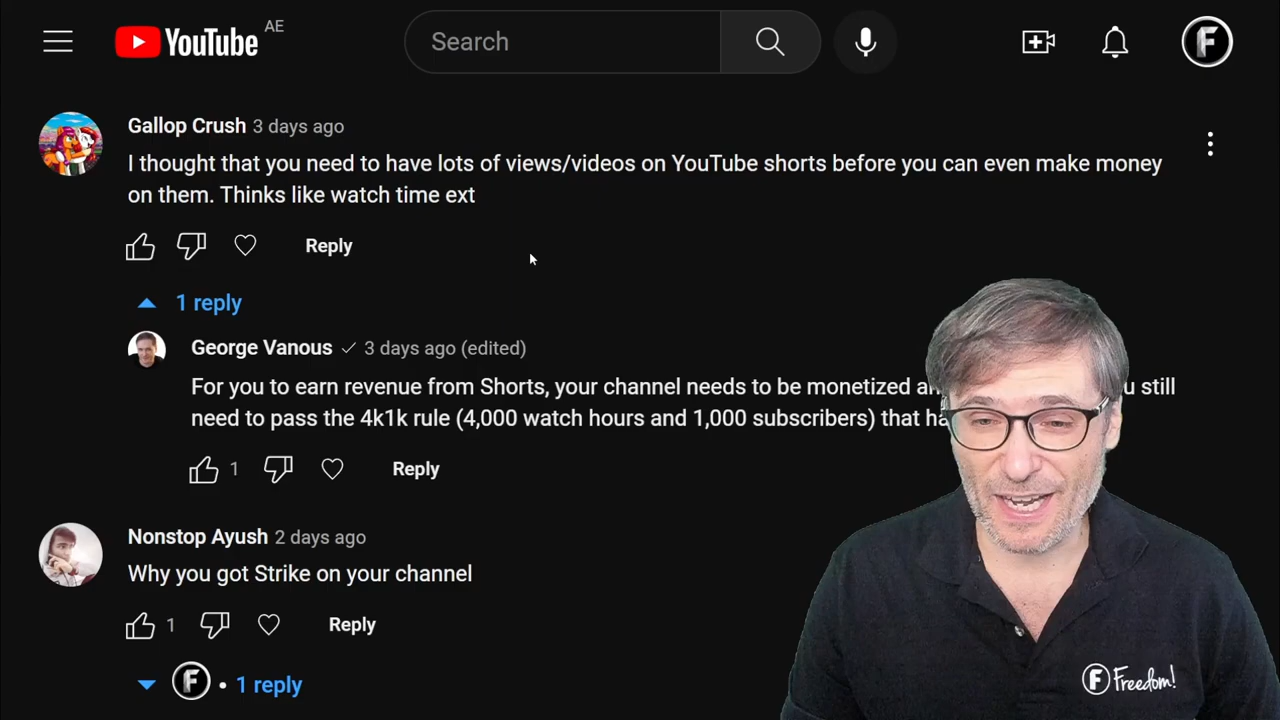 YouTube AE
Search
F
Gallop Crush 3 days ago
I thought that you need to have lots of views/videos on YouTube shorts before you can even make money
on them. Thinks like watch time ext
Reply
1 reply
George Vanous 3 days ago (edited)
For you to earn revenue from Shorts, your channel needs to be monetized still
need to pass the 4k1k rule (4,000 watch hours and 1,000 subscribers) that
1 Reply
Nonstop Ayush 2 days ago
Why you got Strike on your channel
1 Reply
F • 1 reply
F Freedom!